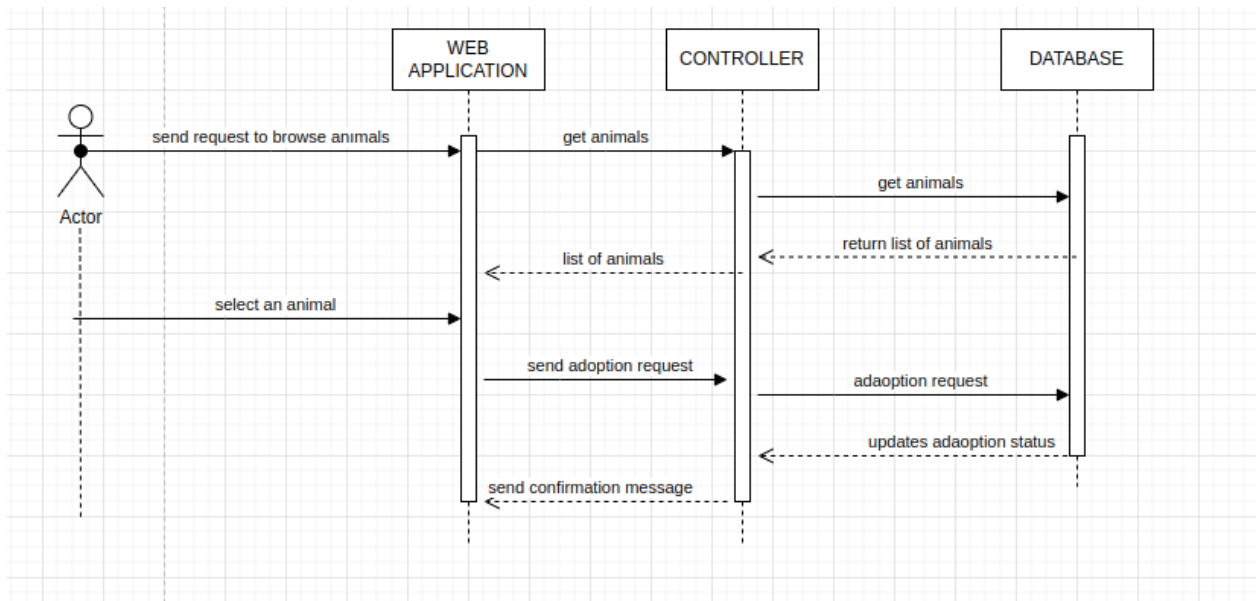 WEB
APPLICATION
CONTROLLER
DATABASE
send request to browse animals
get animals
get animals
Actor
return list of animals
list of animals
select an animal
send adoption request
adaoption request
updates adaoption status
send confirmation message